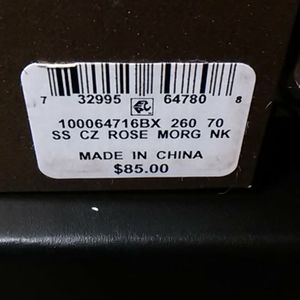 7 32995 64780 8
100064716BX 260 70
SS CZ ROSE MORG NK
MADE IN CHINA
$85.00